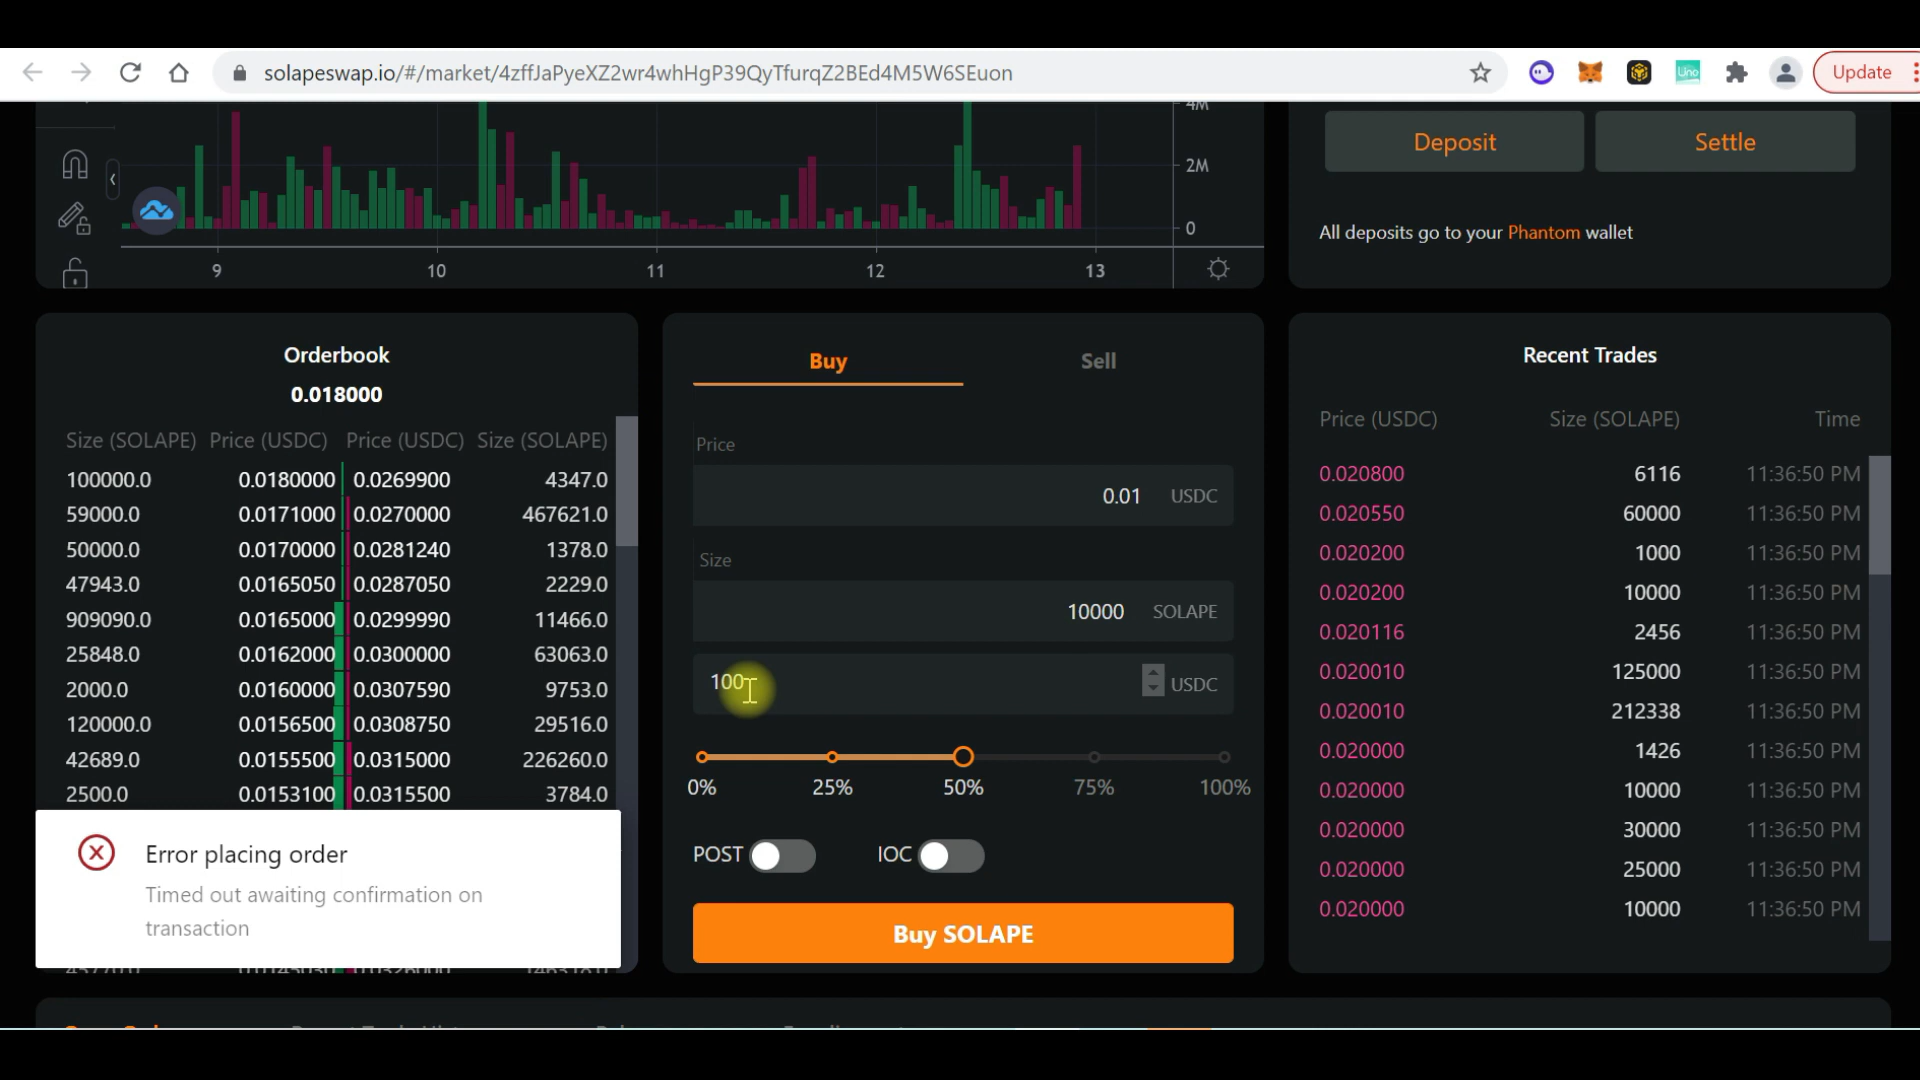 solapeswap.io/#/market/4zffJaPyeXZ2wr4whHgP39QyTfurqZ2BEd4M5W6SEuon
Uno
Update
4M
2M
0
9 10 11 12 13
Deposit Settle
All deposits go to your Phantom wallet
Orderbook
0.018000
Size (SOLAPE) Price (USDC) Price (USDC) Size (SOLAPE)
100000.0 0.0180000 0.0269900 4347.0
59000.0 0.0171000 0.0270000 467621.0
50000.0 0.0170000 0.0281240 1378.0
47943.0 0.0165050 0.0287050 2229.0
909090.0 0.0165000 0.0299990 11466.0
25848.0 0.0162000 0.0300000 63063.0
2000.0 0.0160000 0.0307590 9753.0
120000.0 0.0156500 0.0308750 29516.0
42689.0 0.0155500 0.0315000 226260.0
2500.0 0.0153100 0.0315500 3784.0
Error placing order
Timed out awaiting confirmation on
transaction
Buy Sell
Price
0.01 USDC
Size
10000 SOLAPE
100 USDC
0% 25% 50% 75% 100%
POST IOC
Buy SOLAPE
Recent Trades
Price (USDC) Size (SOLAPE) Time
0.020800 6116 11:36:50 PM
0.020550 60000 11:36:50 PM
0.020200 1000 11:36:50 PM
0.020200 10000 11:36:50 PM
0.020116 2456 11:36:50 PM
0.020010 125000 11:36:50 PM
0.020010 212338 11:36:50 PM
0.020000 1426 11:36:50 PM
0.020000 10000 11:36:50 PM
0.020000 30000 11:36:50 PM
0.020000 25000 11:36:50 PM
0.020000 10000 11:36:50 PM